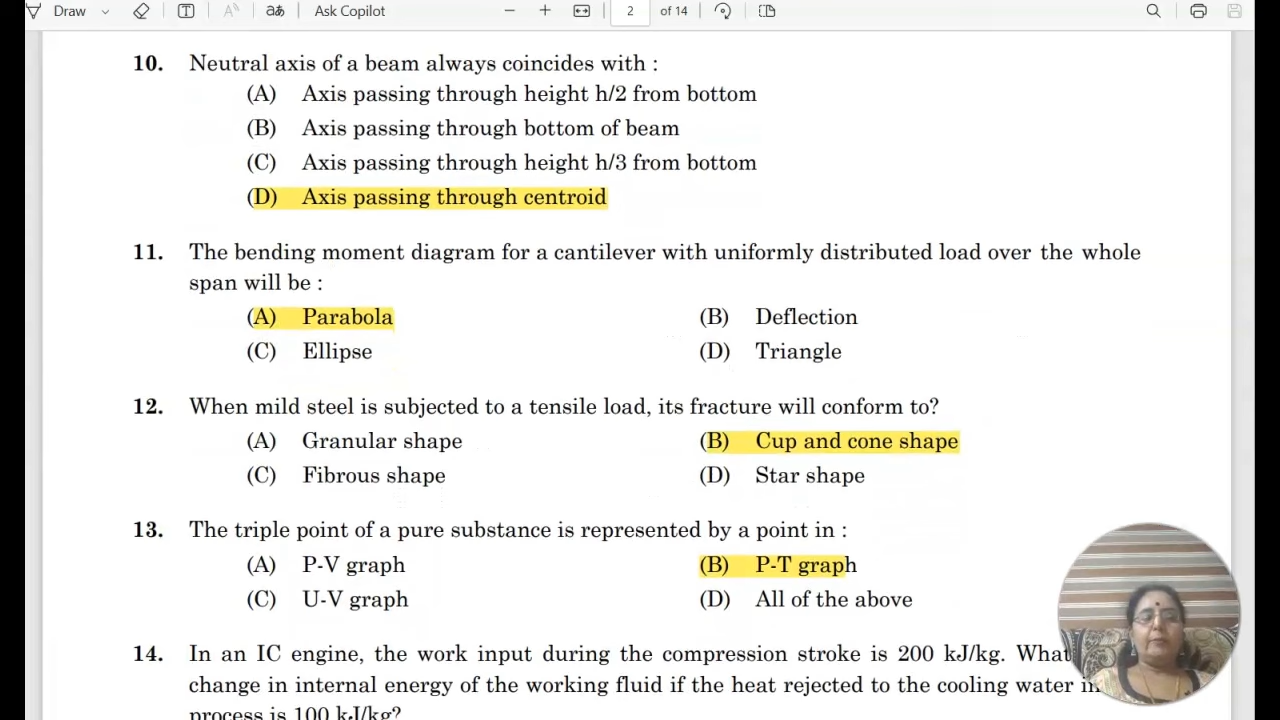 Draw aあ Ask Copilot − + 2 of 14
10. Neutral axis of a beam always coincides with :
(A) Axis passing through height h/2 from bottom
(B) Axis passing through bottom of beam
(C) Axis passing through height h/3 from bottom
(D) Axis passing through centroid
11. The bending moment diagram for a cantilever with uniformly distributed load over the whole
span will be :
(A) Parabola (B) Deflection
(C) Ellipse (D) Triangle
12. When mild steel is subjected to a tensile load, its fracture will conform to?
(A) Granular shape (B) Cup and cone shape
(C) Fibrous shape (D) Star shape
13. The triple point of a pure substance is represented by a point in :
(A) P-V graph (B) P-T graph
(C) U-V graph (D) All of the above
14. In an IC engine, the work input during the compression stroke is 200 kJ/kg. What
change in internal energy of the working fluid if the heat rejected to the cooling water in
process is 100 kJ/kg?